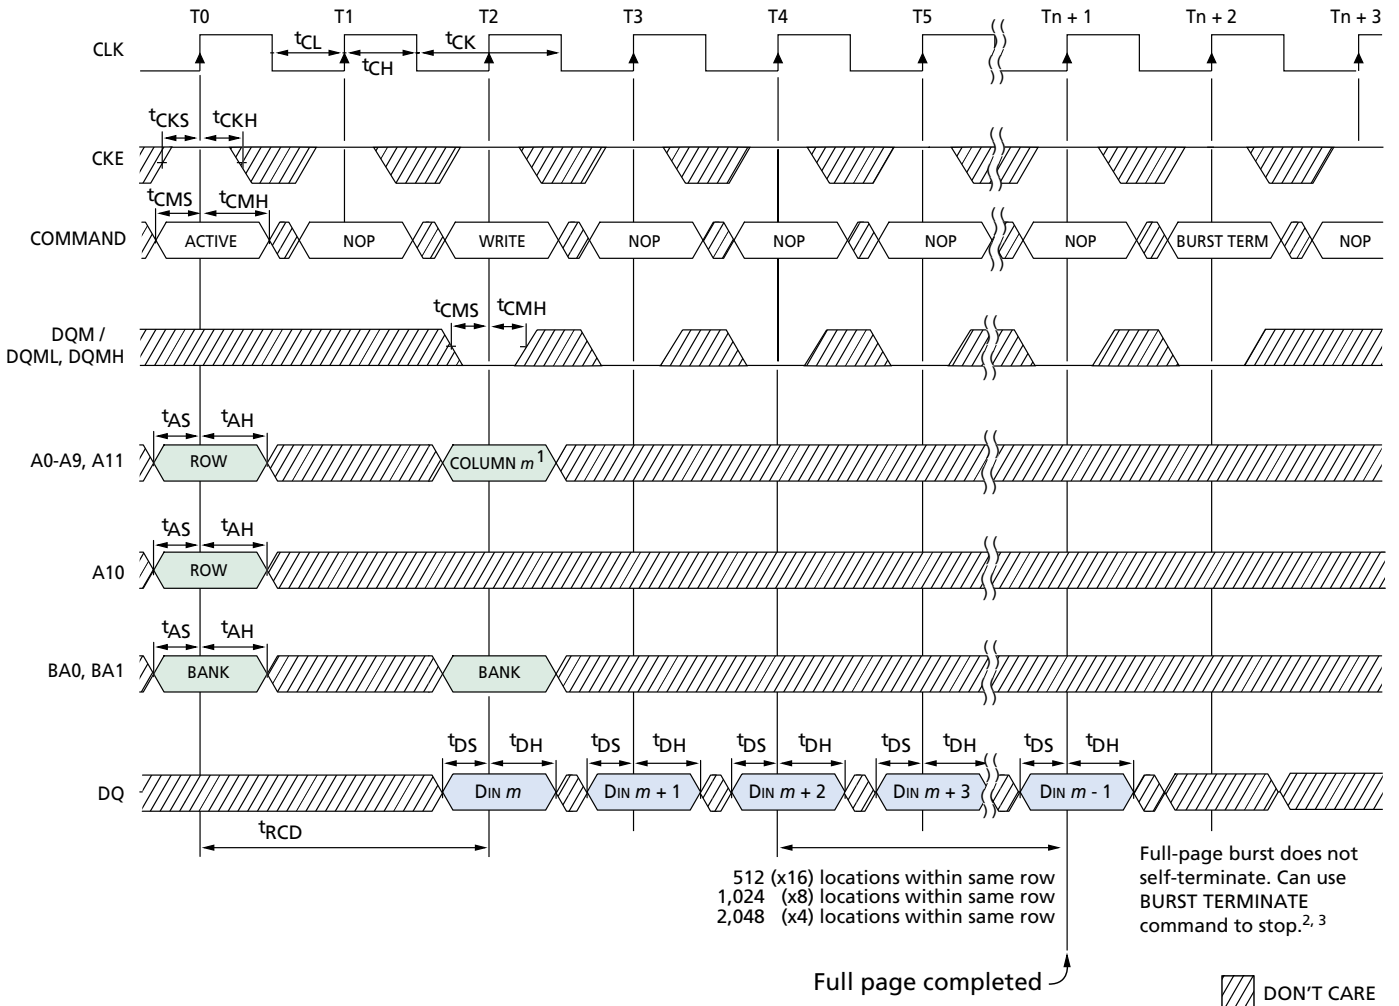 T0 T1 T2 T3 T4 T5 Tn + 1 Tn + 2 Tn + 3
CLK
tCL tCK
tCH
tCKS tCKH
CKE
tCMS tCMH
COMMAND ACTIVE NOP WRITE NOP NOP NOP NOP BURST TERM NOP
tCMS tCMH
DQM /
DQML, DQMH
tAS tAH
A0-A9, A11 ROW COLUMN m1
tAS tAH
A10 ROW
tAS tAH
BA0, BA1 BANK BANK
tDS tDH tDS tDH tDS tDH tDS tDH tDS tDH
DQ DIN m DIN m + 1 DIN m + 2 DIN m + 3 DIN m - 1
tRCD
512 (x16) locations within same row
1,024 (x8) locations within same row
2,048 (x4) locations within same row
Full-page burst does not
self-terminate. Can use
BURST TERMINATE
command to stop.2, 3
Full page completed
DON'T CARE